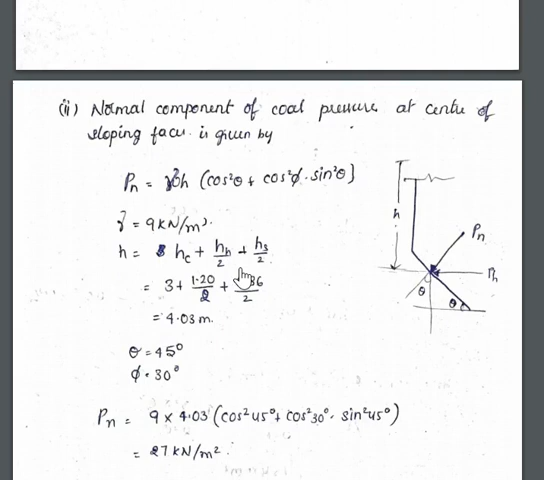 (ii) Normal component of coal pressure at centre of
sloping face is given by
Pn = γh (cos²θ + cos²φ . sin²θ)
γ = 9 kN/m³.
h = hc + hh/2 + hs/2
h
Pn
Ph
θ
θ
= 3 + 1.20/2 + 86/2
= 4.03 m.
θ = 45°
φ = 30°
Pn = 9 x 4.03 (cos²45° + cos²30° . sin²45°)
= 27 kN/m².